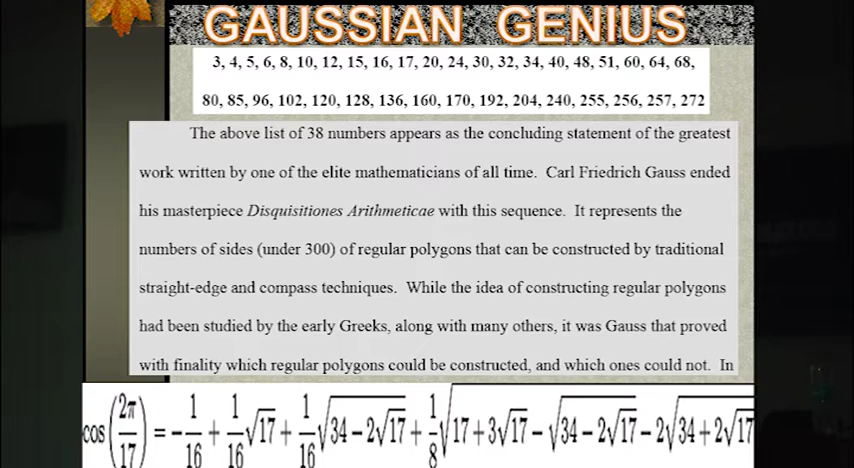 GAUSSIAN GENIUS
3, 4, 5, 6, 8, 10, 12, 15, 16, 17, 20, 24, 30, 32, 34, 40, 48, 51, 60, 64, 68,
80, 85, 96, 102, 120, 128, 136, 160, 170, 192, 204, 240, 255, 256, 257, 272
The above list of 38 numbers appears as the concluding statement of the greatest
work written by one of the elite mathematicians of all time. Carl Friedrich Gauss ended
his masterpiece Disquisitiones Arithmeticae with this sequence. It represents the
numbers of sides (under 300) of regular polygons that can be constructed by traditional
straight-edge and compass techniques. While the idea of constructing regular polygons
had been studied by the early Greeks, along with many others, it was Gauss that proved
with finality which regular polygons could be constructed, and which ones could not. In
cos(2π/17) = -1/16 + 1/16√17 + 1/16√(34-2√17) + 1/8√(17+3√17-√(34-2√17)-2√(34+2√17